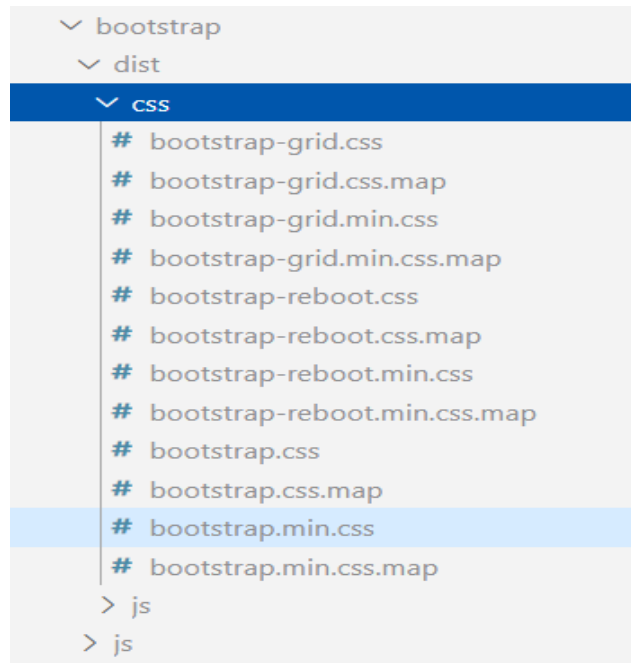 bootstrap
dist
css
# bootstrap-grid.css
# bootstrap-grid.css.map
# bootstrap-grid.min.css
# bootstrap-grid.min.css.map
# bootstrap-reboot.css
# bootstrap-reboot.css.map
# bootstrap-reboot.min.css
# bootstrap-reboot.min.css.map
# bootstrap.css
# bootstrap.css.map
# bootstrap.min.css
# bootstrap.min.css.map
js
js